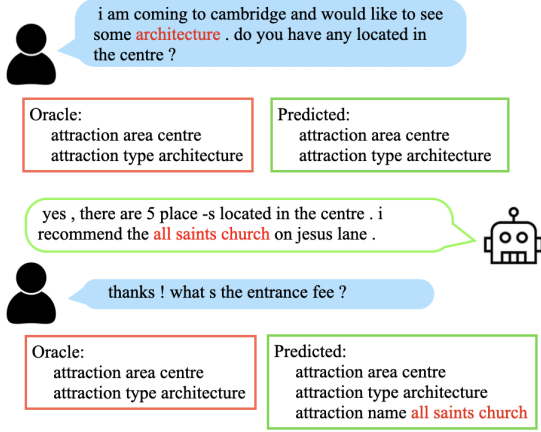 i am coming to cambridge and would like to see
some architecture . do you have any located in
the centre ?
Oracle:
attraction area centre
attraction type architecture
Predicted:
attraction area centre
attraction type architecture
yes , there are 5 place -s located in the centre . i
recommend the all saints church on jesus lane .
thanks ! what s the entrance fee ?
Oracle:
attraction area centre
attraction type architecture
Predicted:
attraction area centre
attraction type architecture
attraction name all saints church